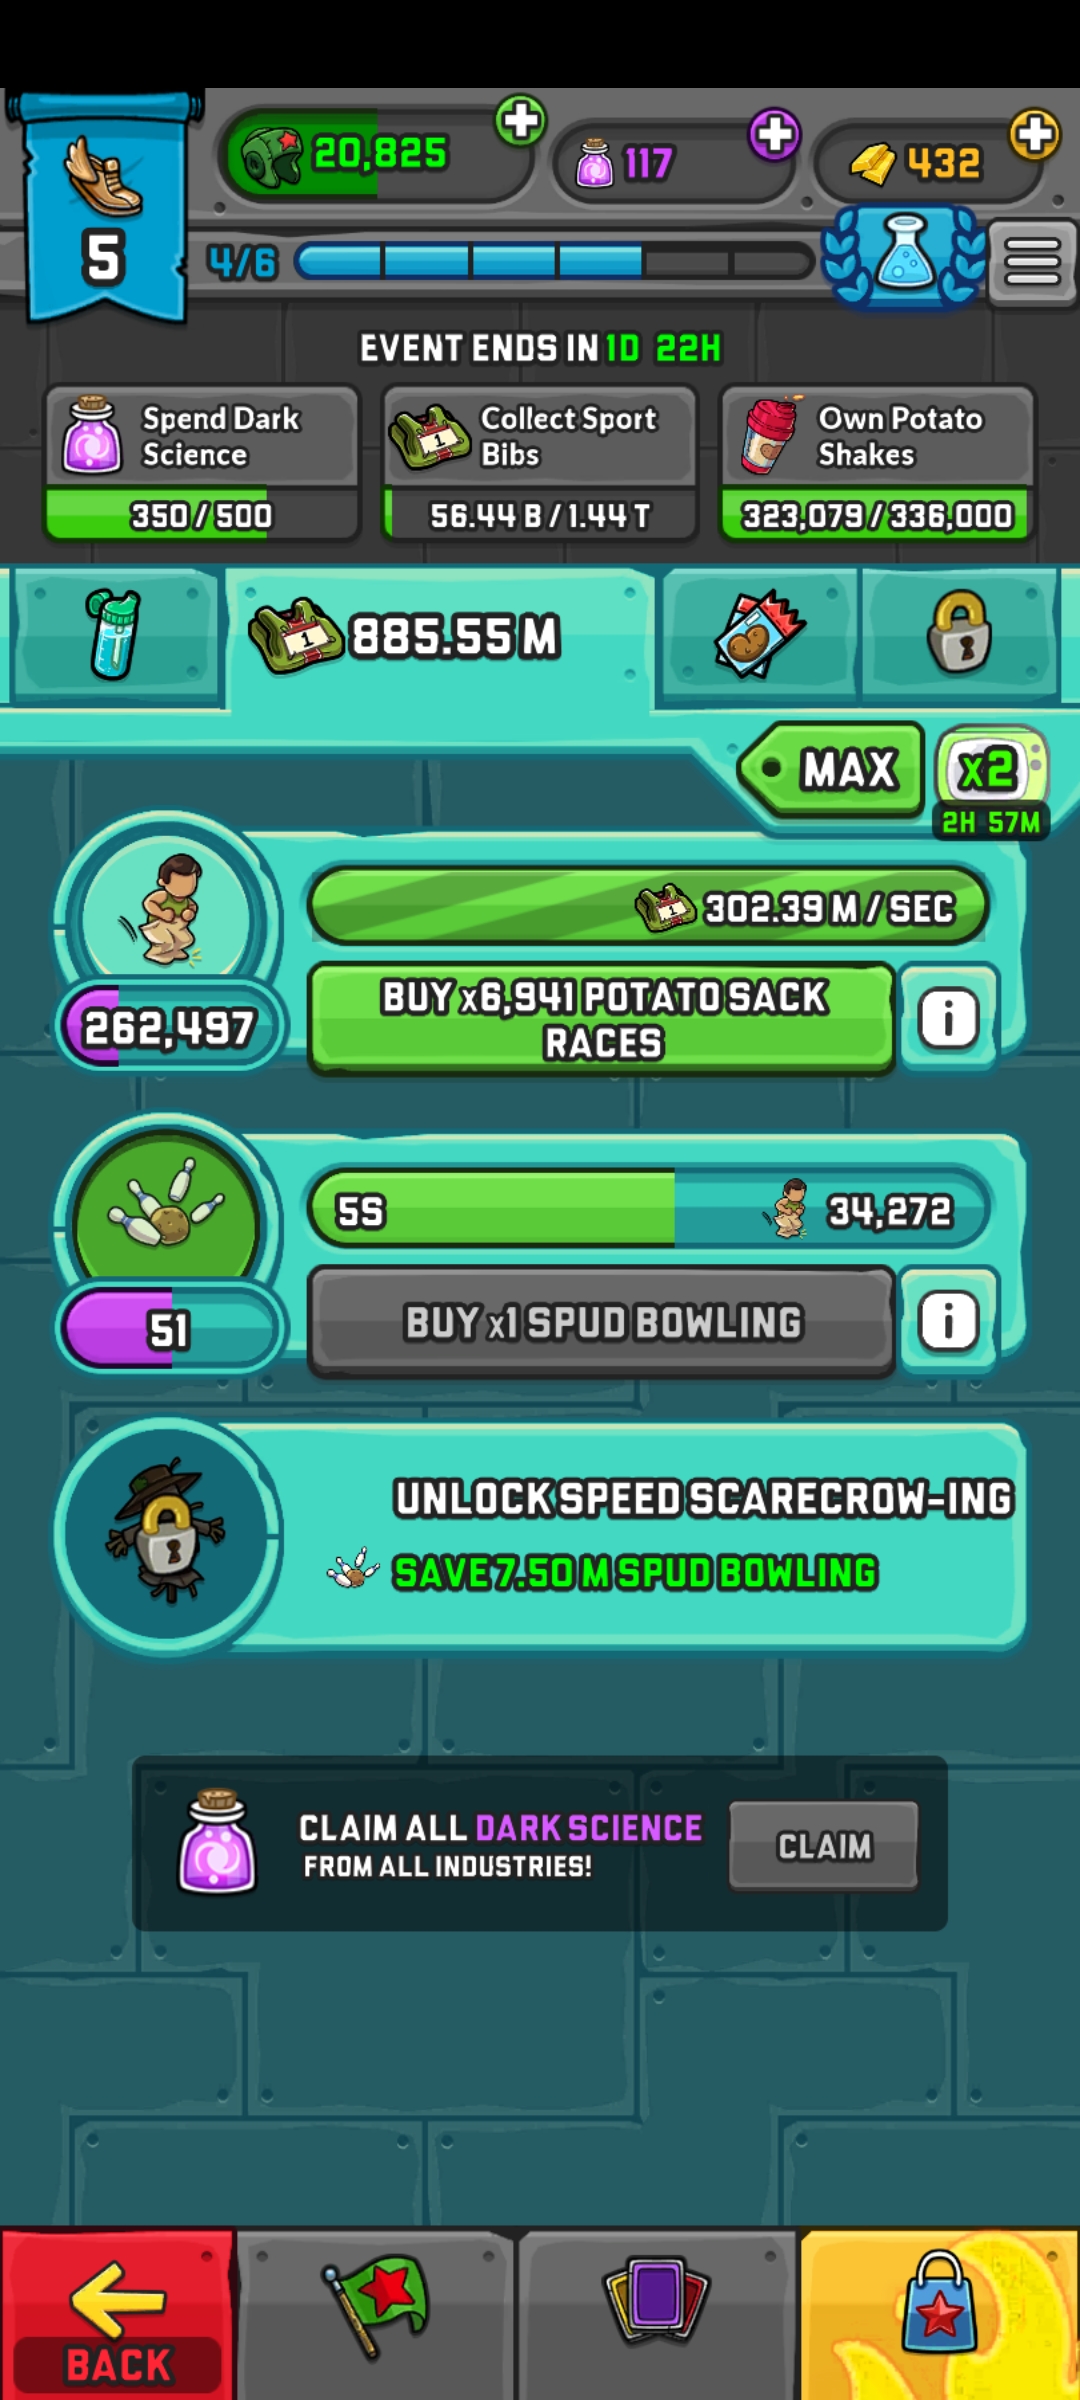 20,825
117
432
5
4/6
EVENT ENDS IN 1D 22H
Spend Dark
Science
350/500
Collect Sport
Bibs
56.44 B/1.44 T
Own Potato
Shakes
323,079/336,000
1
885.55 M
MAX
x2
2H 57M
1
302.39 M / SEC
262,497
BUY x6,941 POTATO SACK
RACES
i
5S
34,272
51
BUY x1 SPUD BOWLING
i
UNLOCK SPEED SCARECROW-ING
SAVE 7.50 M SPUD BOWLING
CLAIM ALL DARK SCIENCE
FROM ALL INDUSTRIES!
CLAIM
BACK